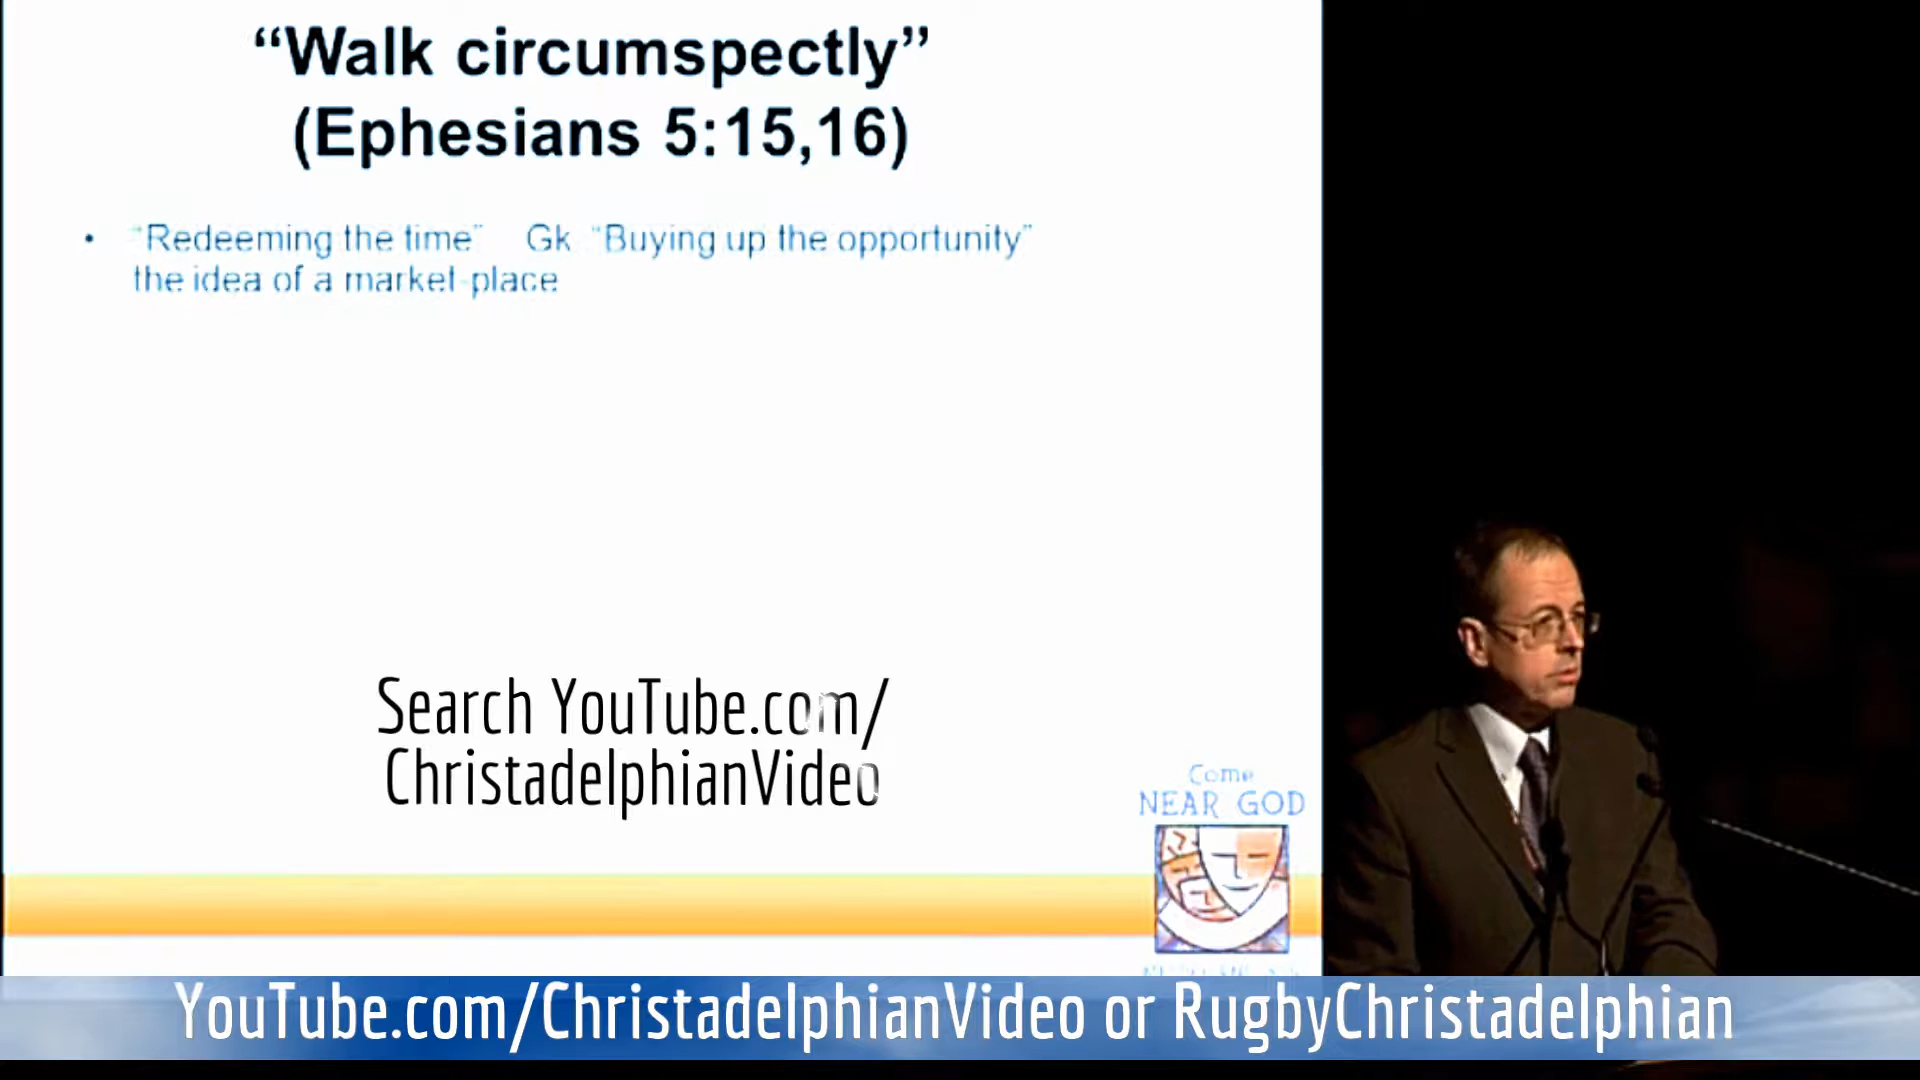 “Walk circumspectly”
(Ephesians 5:15,16)
• “Redeeming the time” Gk “Buying up the opportunity”
the idea of a market-place
Search YouTube.com/
ChristadelphianVideo
Come
NEAR GOD
YouTube.com/ChristadelphianVideo or RugbyChristadelphian